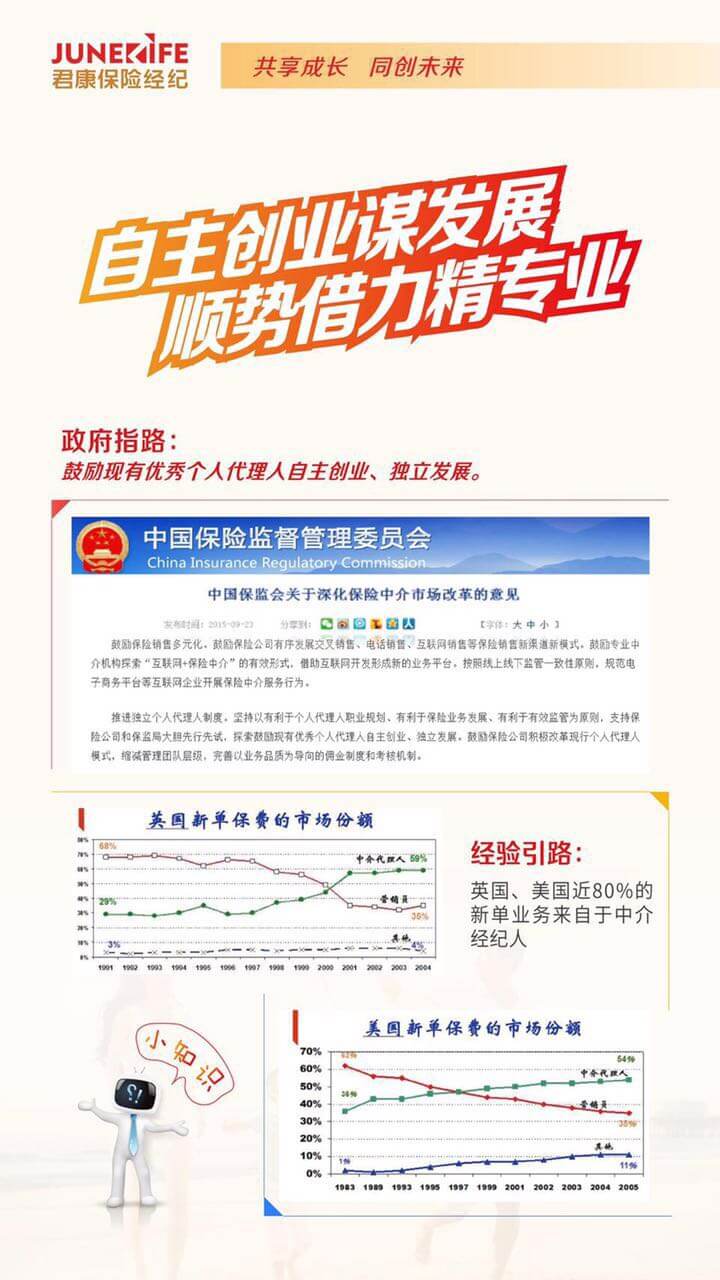 JUNELIFE
君康保险经纪
共享成长 同创未来
自主创业谋发展
顺势借力精专业
政府指路：
鼓励现有优秀个人代理人自主创业、独立发展。
中国保险监督管理委员会
China Insurance Regulatory Commission
中国保监会关于深化保险中介市场改革的意见
发布时间：2015-09-23 分享到： 【字体：大 中 小】
鼓励保险销售多元化。鼓励保险公司有序发展交叉销售、电话销售、互联网销售等保险销售新渠道新模式。鼓励专业中
介机构探索“互联网+保险中介”的有效形式，借助互联网开发形成新的业务平台。按照线上线下监管一致性原则，规范电
子商务平台等互联网企业开展保险中介服务行为。
推进独立个人代理人制度。坚持以有利于个人代理人职业规划、有利于保险业务发展、有利于有效监管为原则，支持保
险公司和保监局大胆先行先试，探索鼓励现有优秀个人代理人自主创业、独立发展。鼓励保险公司积极改革现行个人代理人
模式，缩减管理团队层级，完善以业务品质为导向的佣金制度和考核机制。
英国新单保费的市场份额
80%
70%
60%
50%
40%
30%
20%
10%
0%
68%
29%
3%
中介代理人 59%
营销员
35%
其施
4%
1991 1992 1993 1994 1995 1996 1997 1998 1999 2000 2001 2002 2003 2004
经验引路：
英国、美国近80%的
新单业务来自于中介
经纪人
小知识
?!
美国新单保费的市场份额
70%
60%
50%
40%
30%
20%
10%
0%
62%
36%
1%
54%
中介代理人
营销员
35%
其施
11%
1983 1989 1993 1995 1996 1997 1999 2000 2001 2002 2003 2004 2005